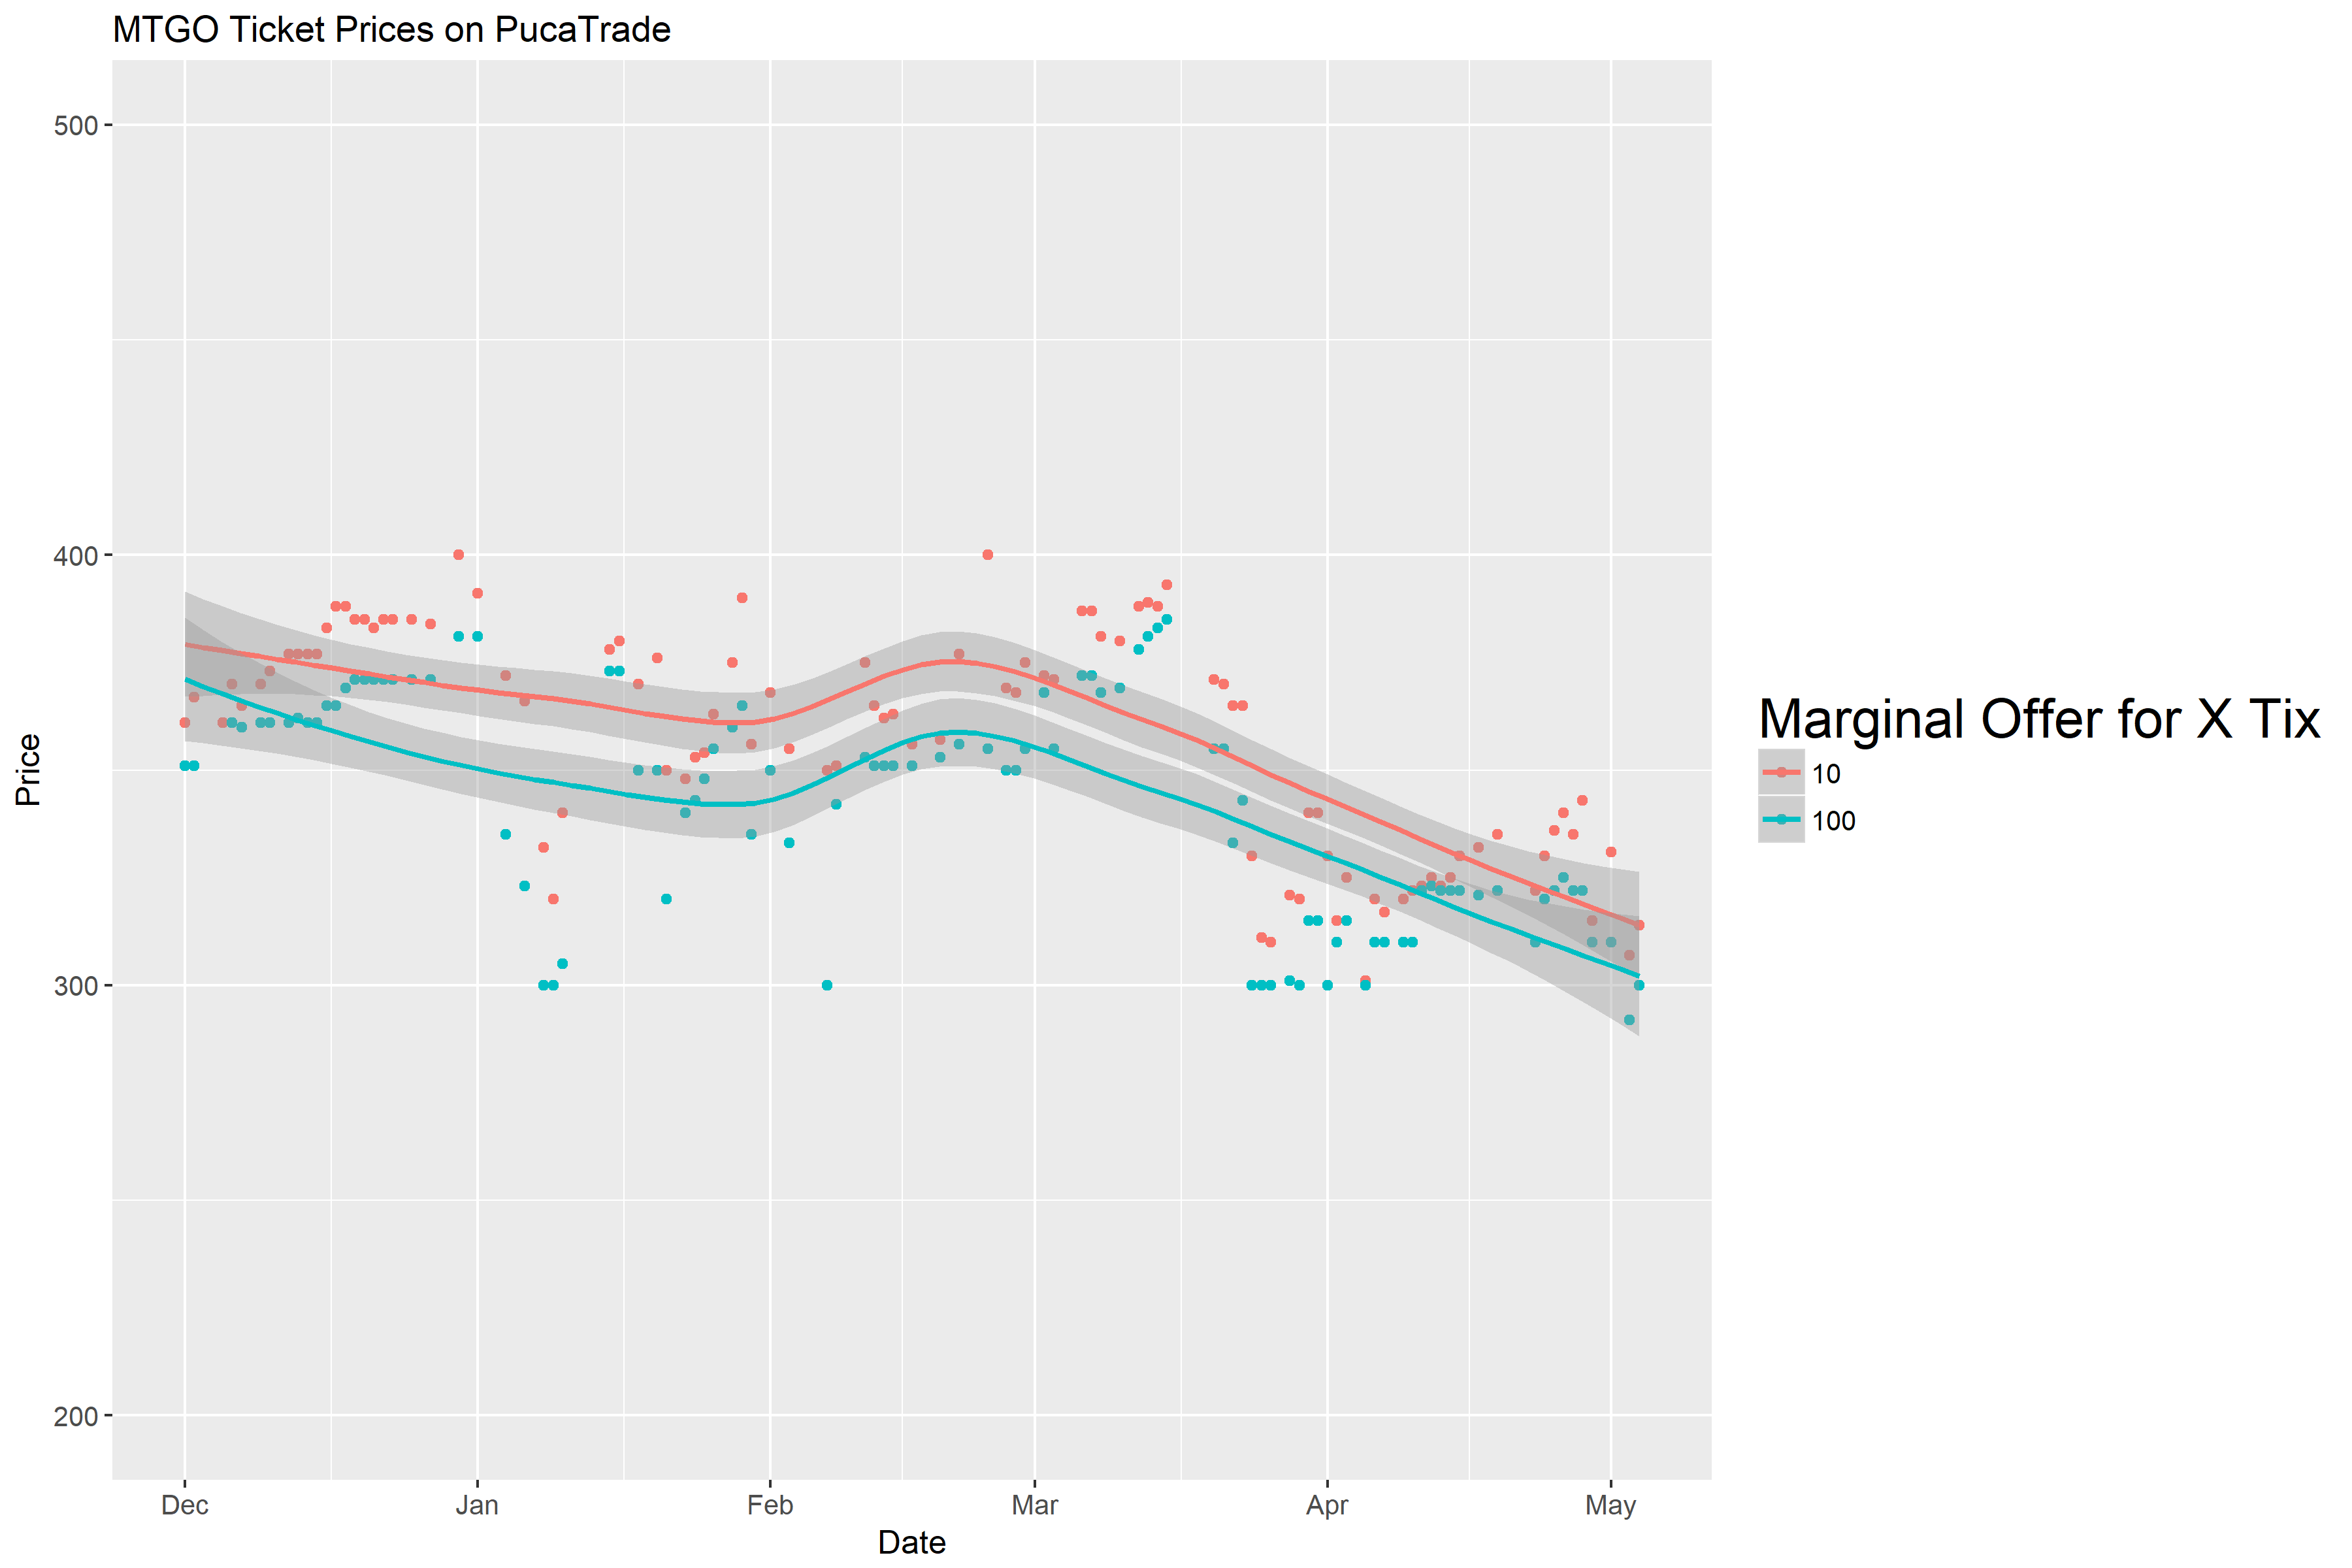 MTGO Ticket Prices on PucaTrade
Price
500
400
300
200
Dec Jan Feb Mar Apr May
Date
Marginal Offer for X Tix
10
100